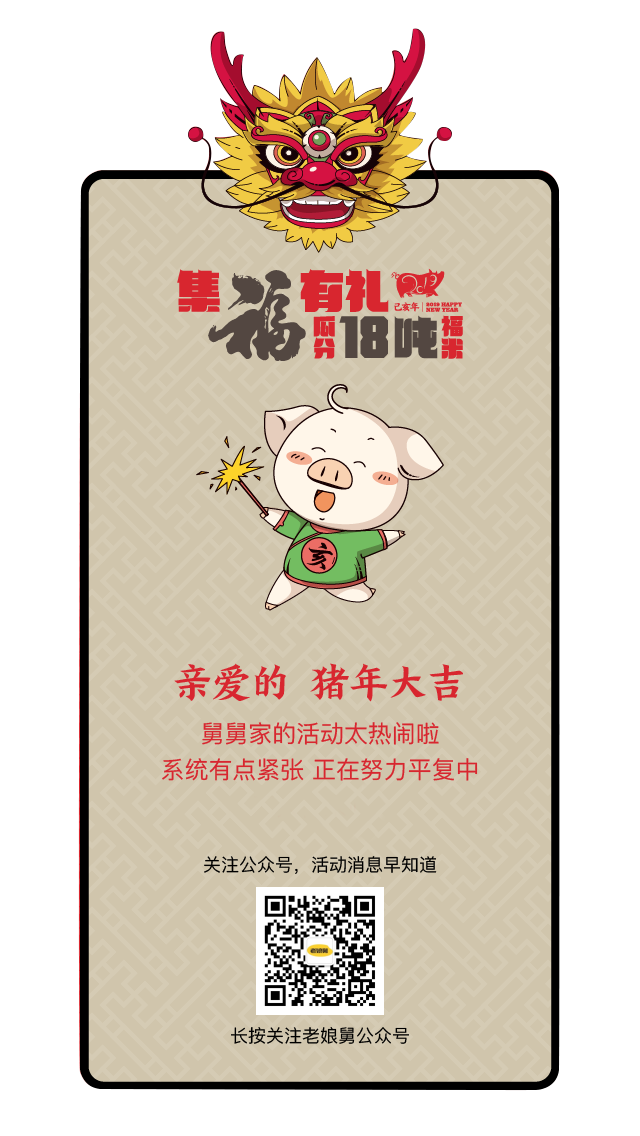 集福有礼
己亥年 2019 HAPPY NEW YEAR
瓜分18吨福米
亥
亲爱的 猪年大吉
舅舅家的活动太热闹啦
系统有点紧张 正在努力平复中
关注公众号，活动消息早知道
老娘舅
长按关注老娘舅公众号